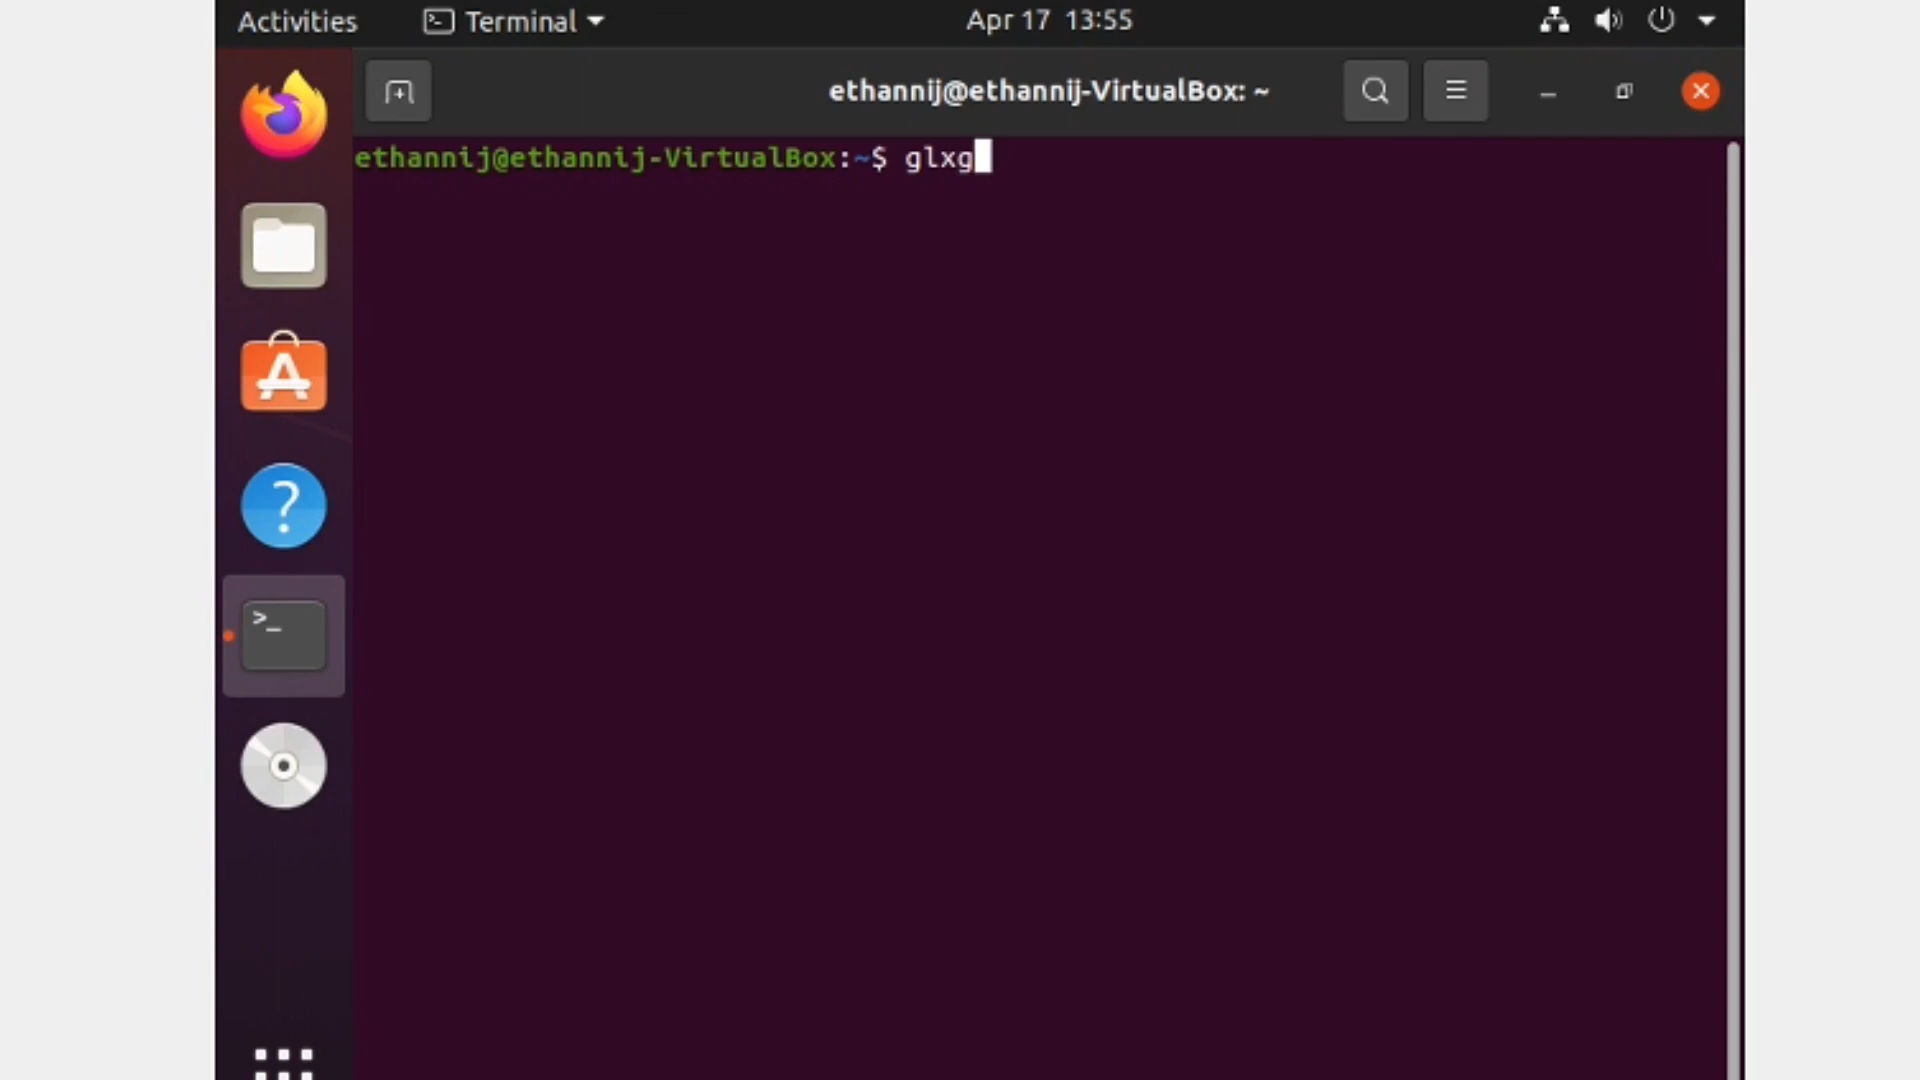 Activities
Terminal
Apr 17 13:55
ethannij@ethannij-VirtualBox: ~
ethannij@ethannij-VirtualBox:~$ glxg